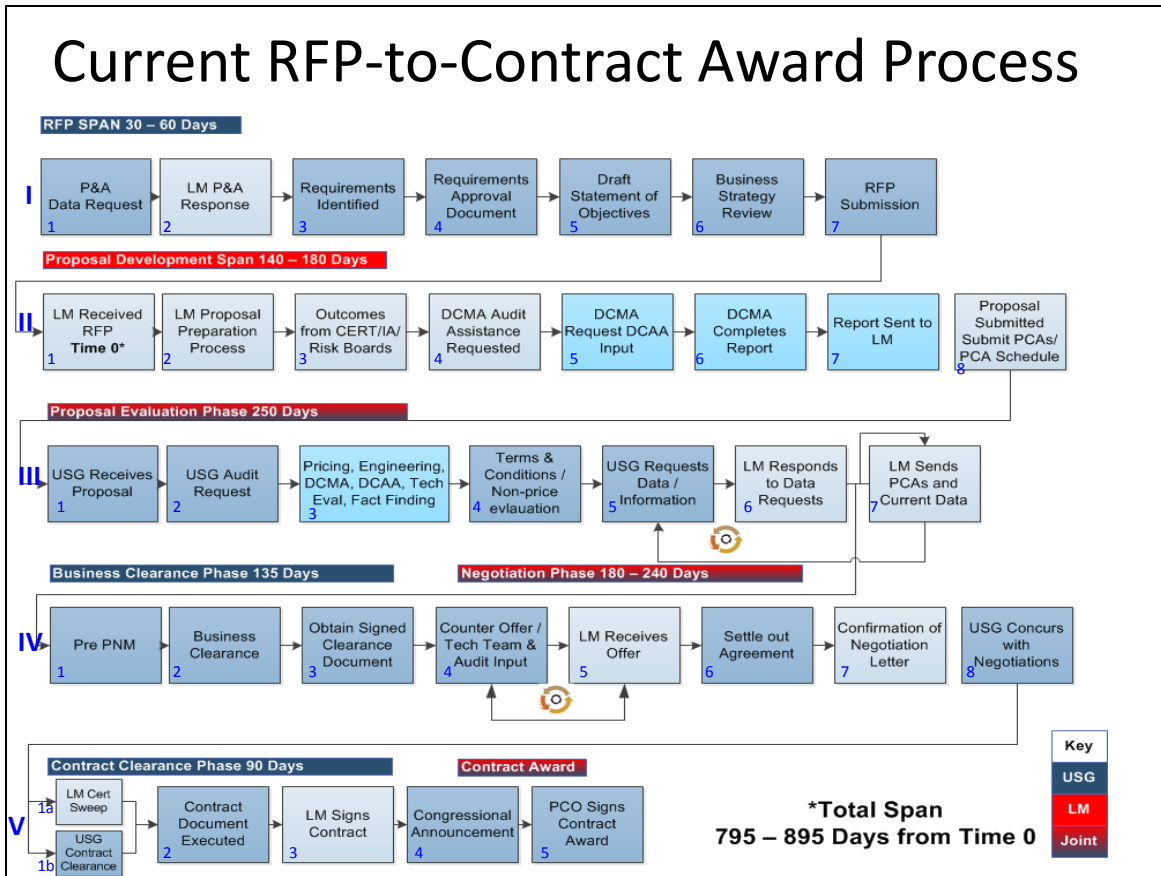 Current RFP-to-Contract Award Process
RFP SPAN 30 – 60 Days
I
P&A
Data Request
1
LM P&A
Response
2
Requirements
Identified
3
Requirements
Approval
Document
4
Draft
Statement of
Objectives
5
Business
Strategy
Review
6
RFP
Submission
7
Proposal Development Span 140 – 180 Days
II
LM Received
RFP
Time 0*
1
LM Proposal
Preparation
Process
2
Outcomes
from CERT/IA/
Risk Boards
3
DCMA Audit
Assistance
Requested
4
DCMA
Request DCAA
Input
5
DCMA
Completes
Report
6
Report Sent to
LM
7
Proposal
Submitted
Submit PCAs/
PCA Schedule
8
Proposal Evaluation Phase 250 Days
III
USG Receives
Proposal
1
USG Audit
Request
2
Pricing, Engineering,
DCMA, DCAA, Tech
Eval, Fact Finding
3
Terms &
Conditions /
Non-price
evlauation
4
USG Requests
Data /
Information
5
LM Responds
to Data
Requests
6
LM Sends
PCAs and
Current Data
7
Business Clearance Phase 135 Days
Negotiation Phase 180 – 240 Days
IV
Pre PNM
1
Business
Clearance
2
Obtain Signed
Clearance
Document
3
Counter Offer /
Tech Team &
Audit Input
4
LM Receives
Offer
5
Settle out
Agreement
6
Confirmation of
Negotiation
Letter
7
USG Concurs
with
Negotiations
8
Contract Clearance Phase 90 Days
Contract Award
V
LM Cert
Sweep
1a
USG
Contract
Clearance
1b
Contract
Document
Executed
2
LM Signs
Contract
3
Congressional
Announcement
4
PCO Signs
Contract
Award
5
*Total Span
795 – 895 Days from Time 0
Key
USG
LM
Joint